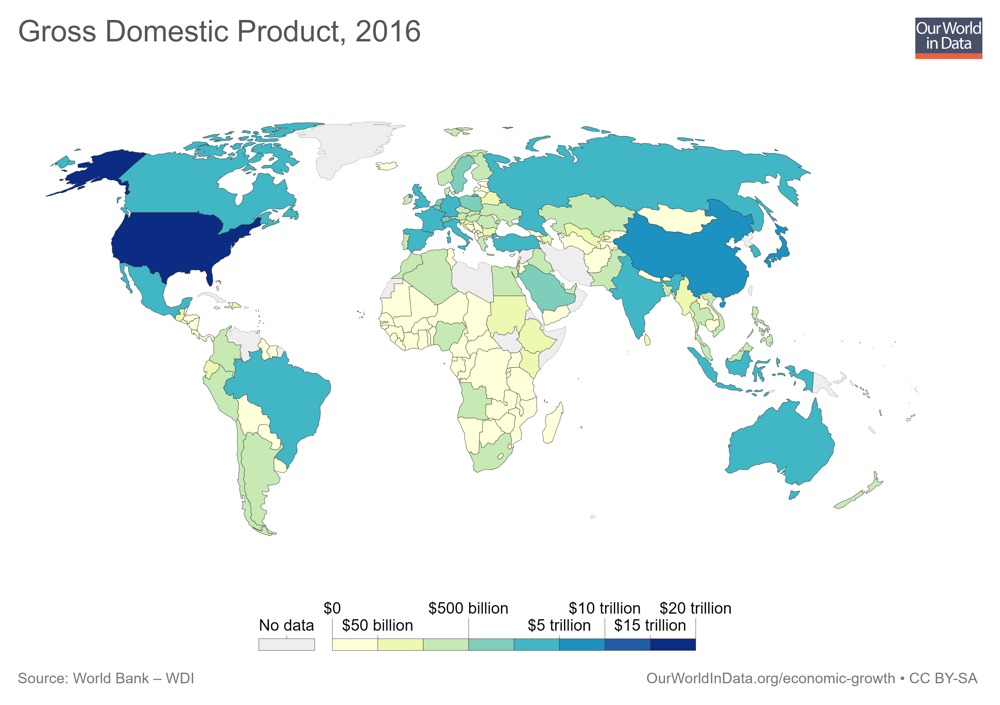 Gross Domestic Product, 2016
Our World
in Data
$0
$500 billion
$10 trillion
$20 trillion
No data
$50 billion
$5 trillion
$15 trillion
Source: World Bank – WDI
OurWorldInData.org/economic-growth • CC BY-SA